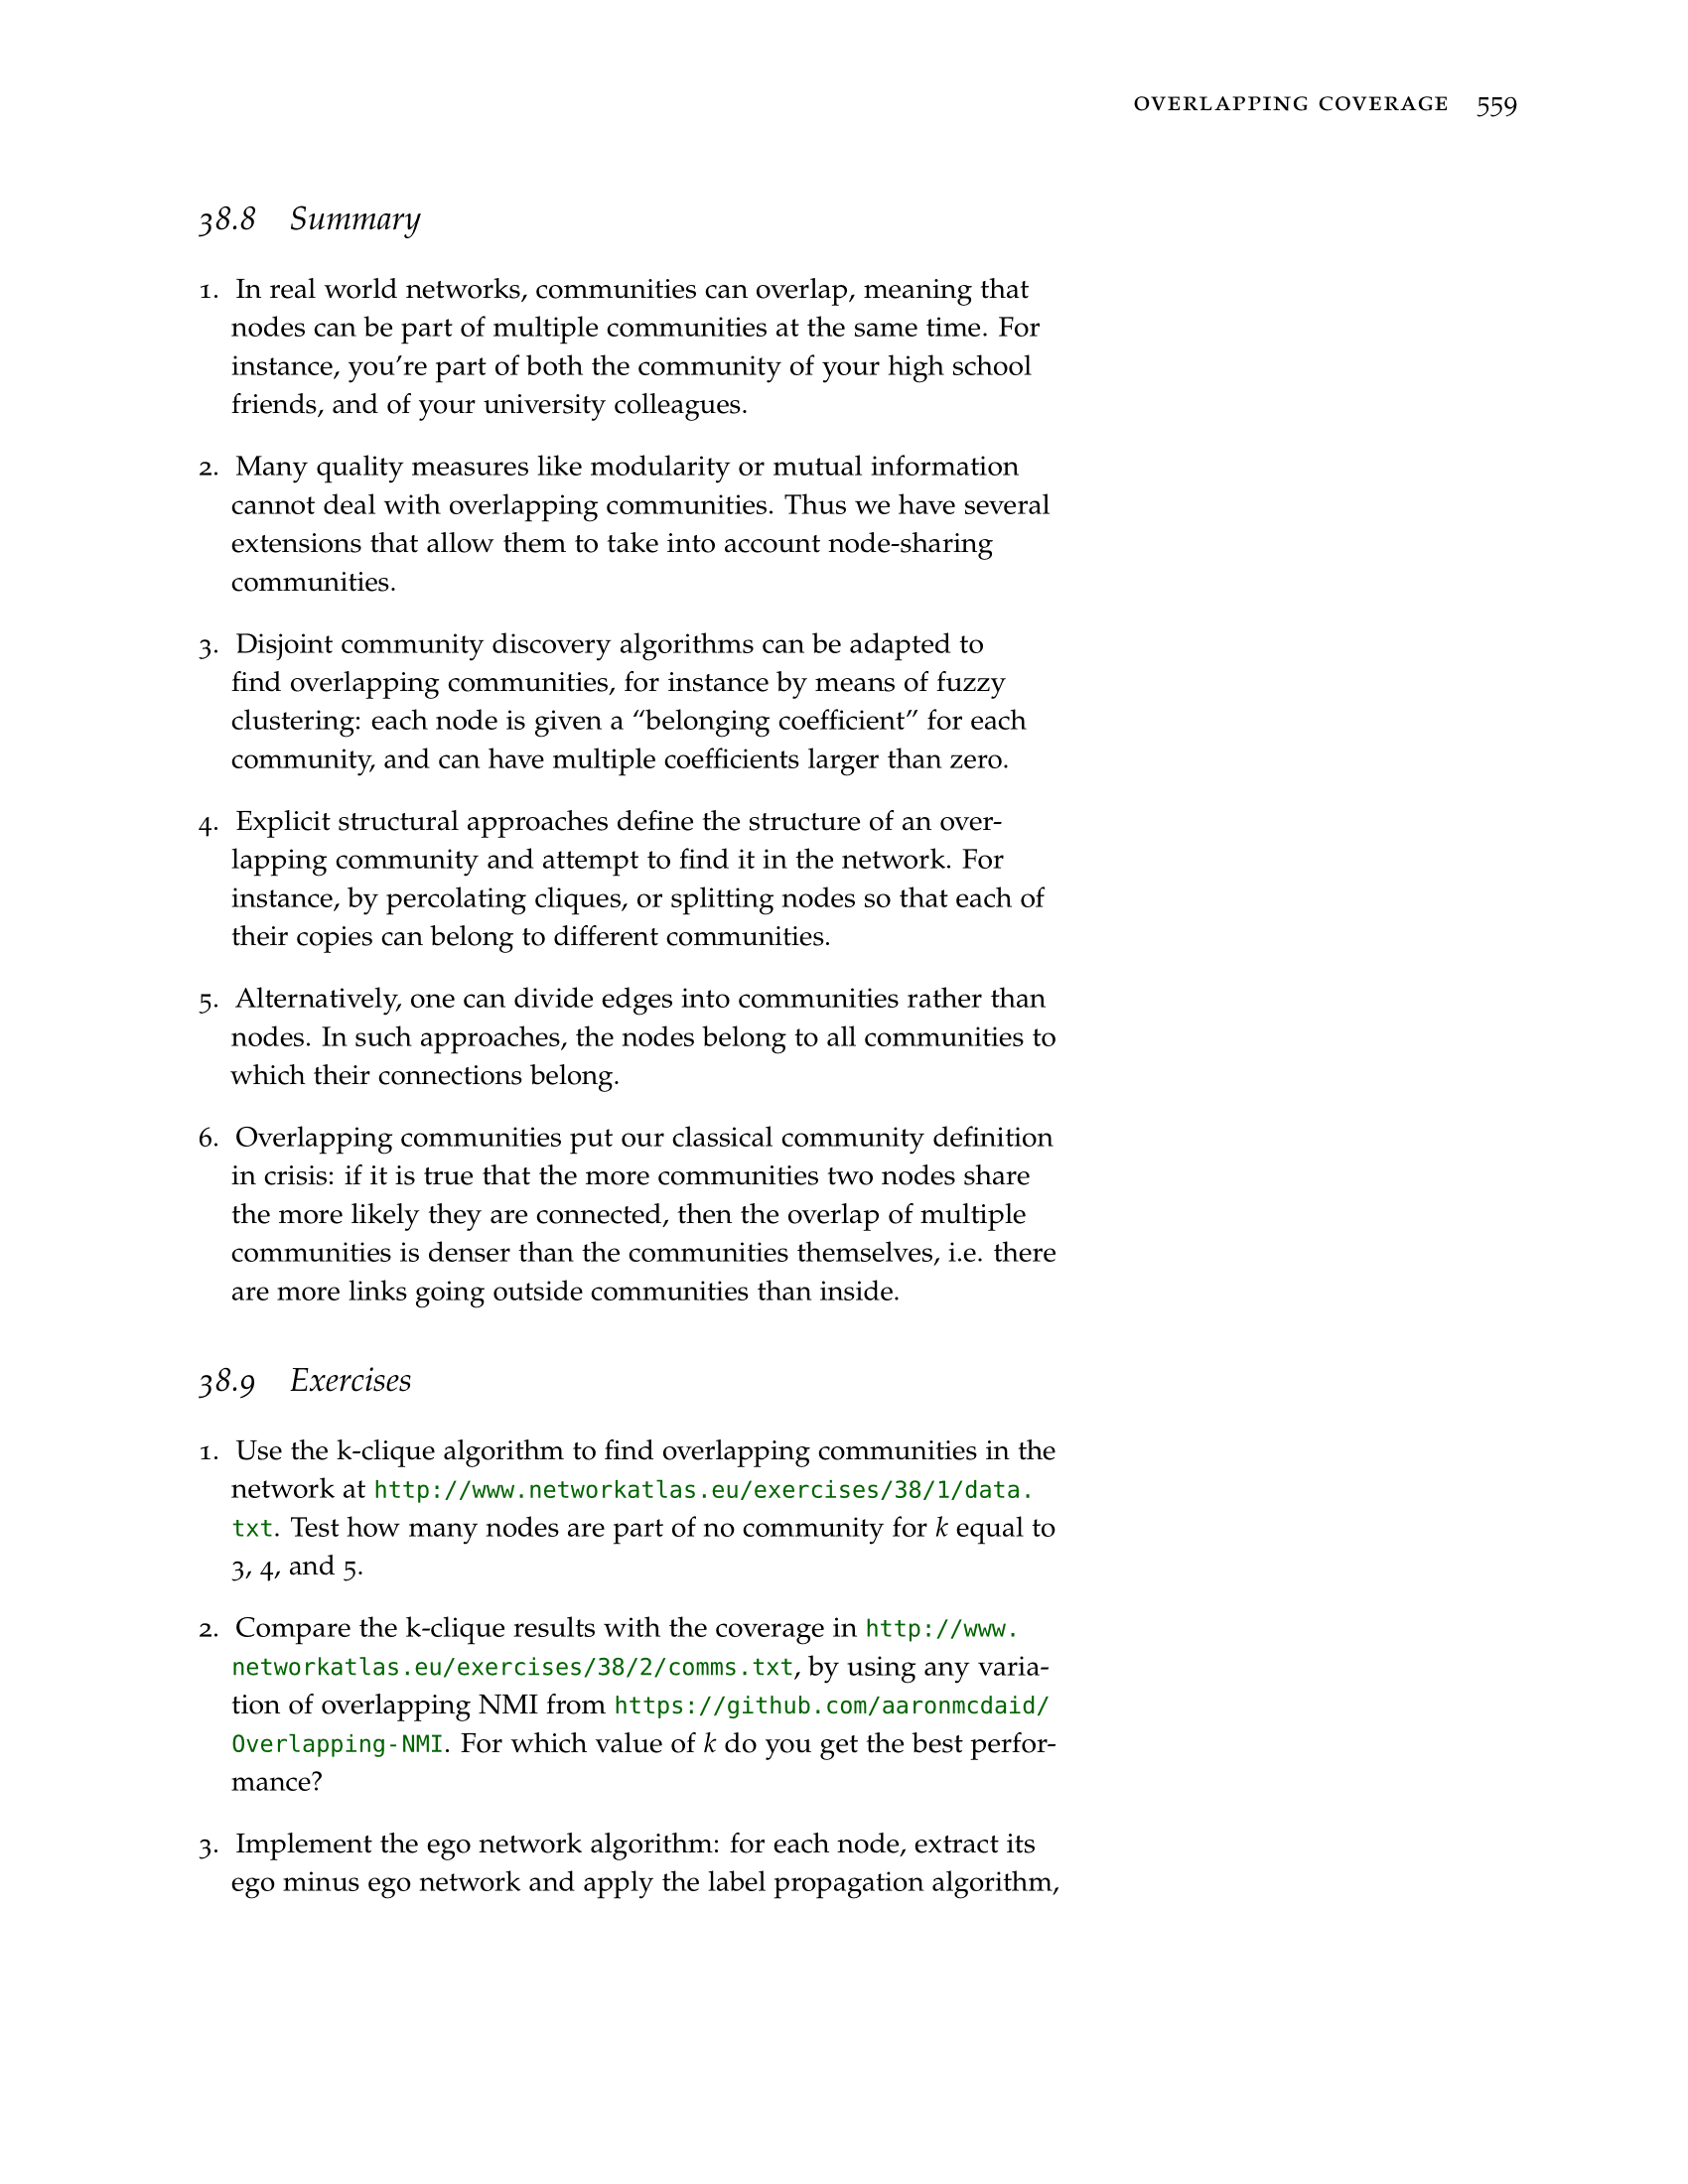 OVERLAPPING COVERAGE 559
38.8 Summary
1. In real world networks, communities can overlap, meaning that
nodes can be part of multiple communities at the same time. For
instance, you’re part of both the community of your high school
friends, and of your university colleagues.
2. Many quality measures like modularity or mutual information
cannot deal with overlapping communities. Thus we have several
extensions that allow them to take into account node-sharing
communities.
3. Disjoint community discovery algorithms can be adapted to
find overlapping communities, for instance by means of fuzzy
clustering: each node is given a “belonging coefficient” for each
community, and can have multiple coefficients larger than zero.
4. Explicit structural approaches define the structure of an over-
lapping community and attempt to find it in the network. For
instance, by percolating cliques, or splitting nodes so that each of
their copies can belong to different communities.
5. Alternatively, one can divide edges into communities rather than
nodes. In such approaches, the nodes belong to all communities to
which their connections belong.
6. Overlapping communities put our classical community definition
in crisis: if it is true that the more communities two nodes share
the more likely they are connected, then the overlap of multiple
communities is denser than the communities themselves, i.e. there
are more links going outside communities than inside.
38.9 Exercises
1. Use the k-clique algorithm to find overlapping communities in the
network at http://www.networkatlas.eu/exercises/38/1/data.
txt. Test how many nodes are part of no community for k equal to
3, 4, and 5.
2. Compare the k-clique results with the coverage in http://www.
networkatlas.eu/exercises/38/2/comms.txt, by using any varia-
tion of overlapping NMI from https://github.com/aaronmcdaid/
Overlapping-NMI. For which value of k do you get the best perfor-
mance?
3. Implement the ego network algorithm: for each node, extract its
ego minus ego network and apply the label propagation algorithm,